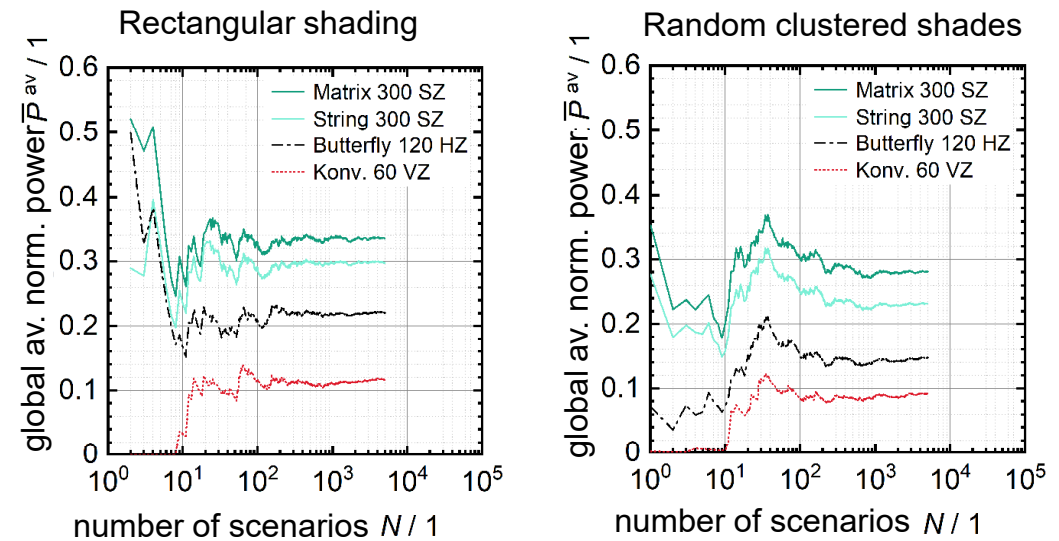 Rectangular shading
global av. norm. power P̅ ᵃᵛ / 1
0.6
0.5
0.4
0.3
0.2
0.1
0
Matrix 300 SZ
String 300 SZ
Butterfly 120 HZ
Konv. 60 VZ
10⁰ 10¹ 10² 10³ 10⁴ 10⁵
number of scenarios N / 1
Random clustered shades
global av. norm. power P̅ ᵃᵛ / 1
0.6
0.5
0.4
0.3
0.2
0.1
0
Matrix 300 SZ
String 300 SZ
Butterfly 120 HZ
Konv. 60 VZ
10⁰ 10¹ 10² 10³ 10⁴ 10⁵
number of scenarios N / 1